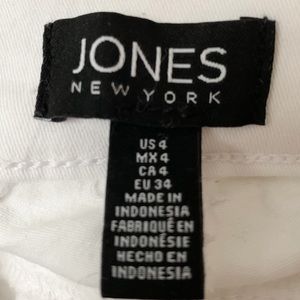 JONES
NEW YORK
US 4
MX 4
CA 4
EU 34
MADE IN
INDONESIA
FABRIQUÉ EN
INDONÉSIE
HECHO EN
INDONESIA